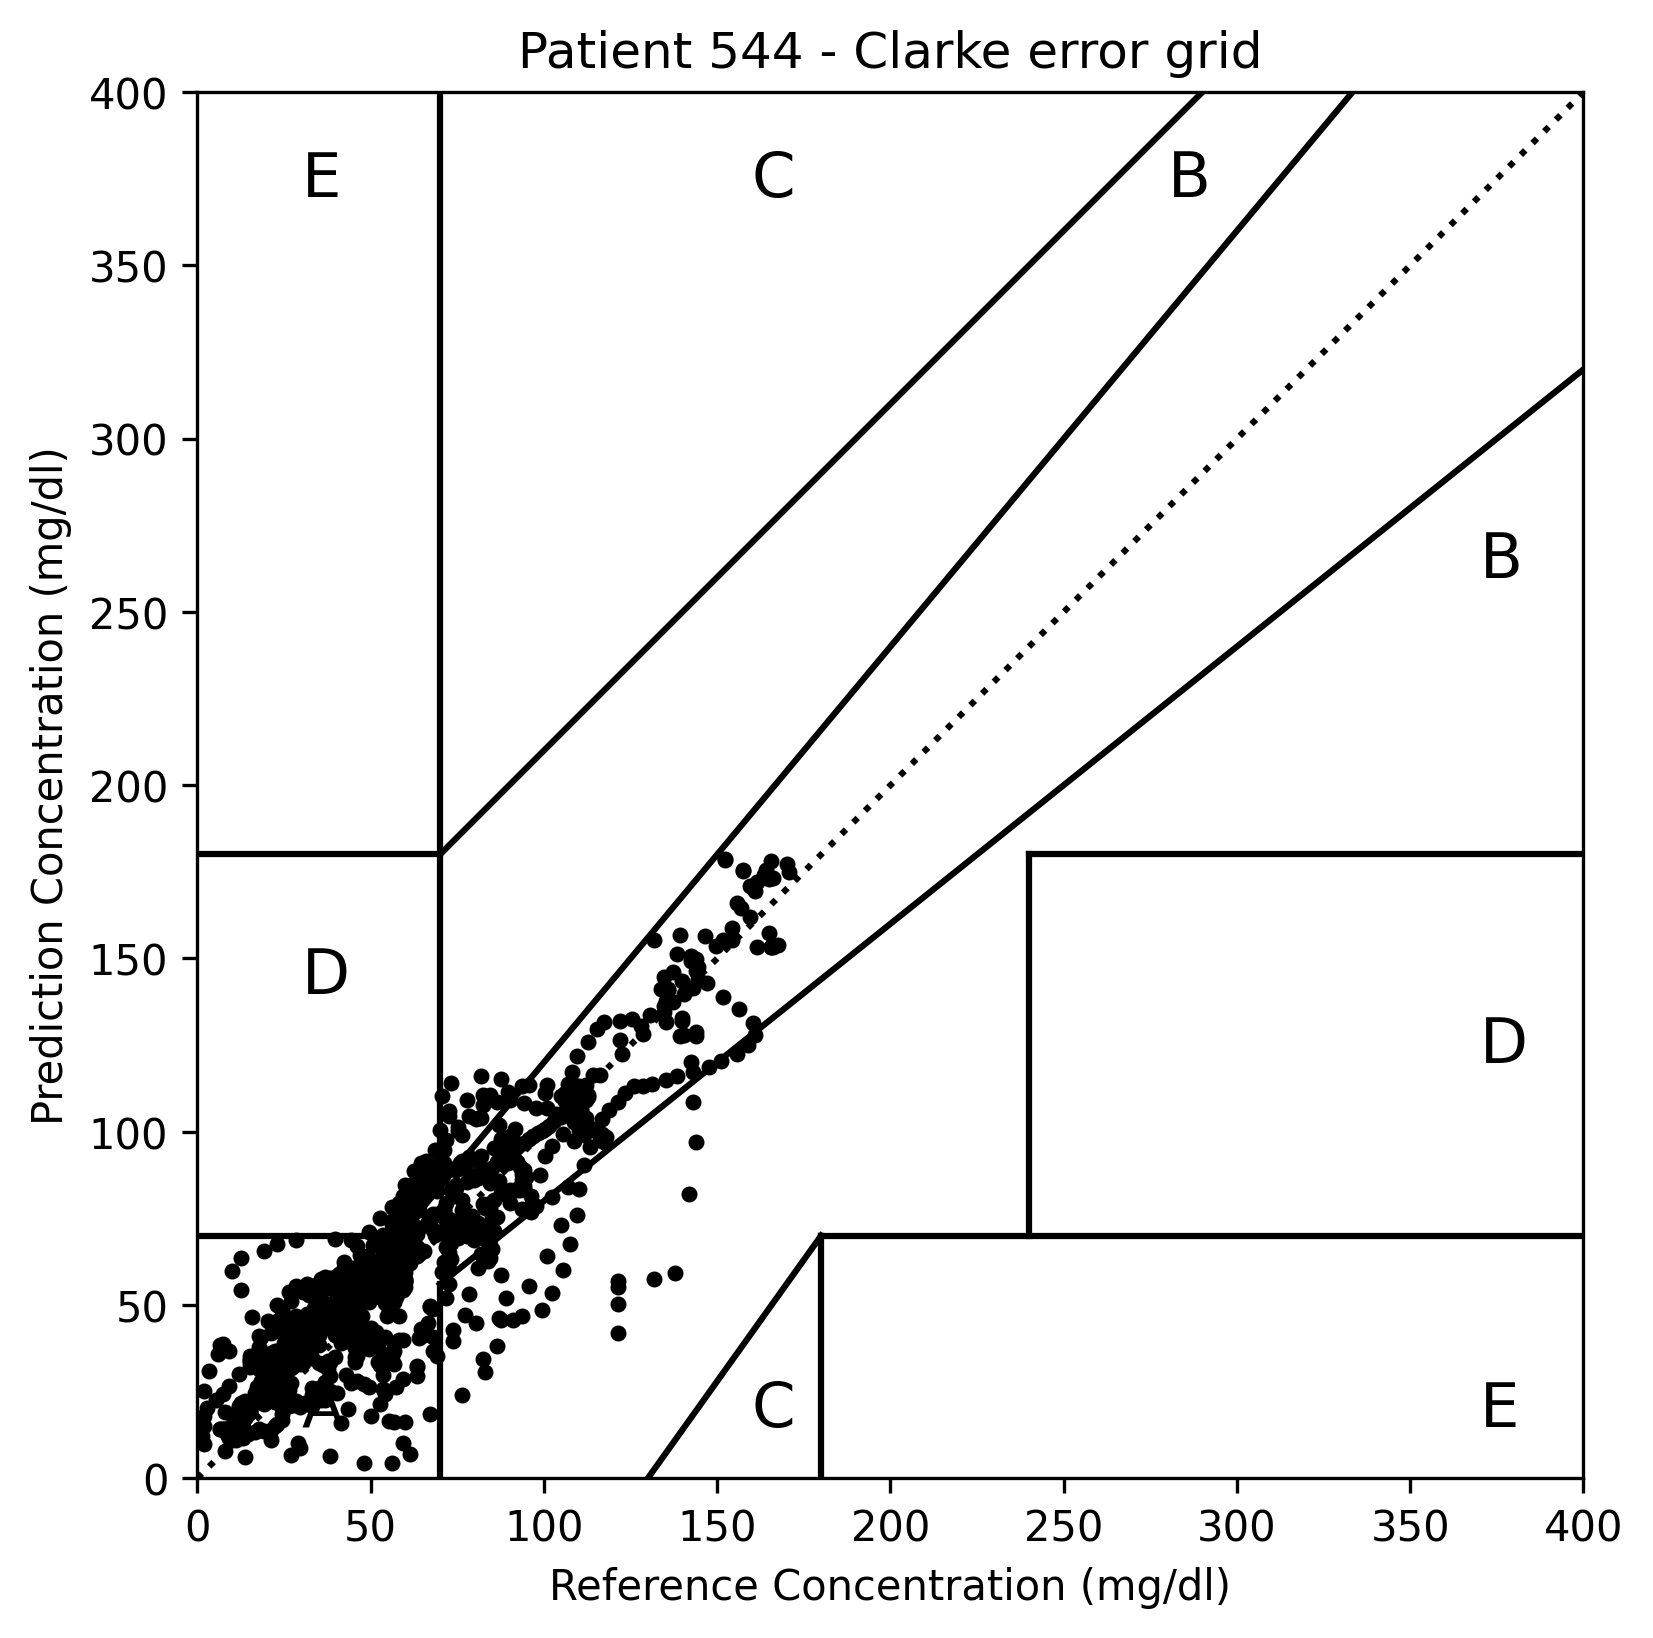 Patient 544 - Clarke error grid
400
350
300
250
200
150
100
50
0
Prediction Concentration (mg/dl)
E
C
B
B
D
D
A
C
E
0
50
100
150
200
250
300
350
400
Reference Concentration (mg/dl)